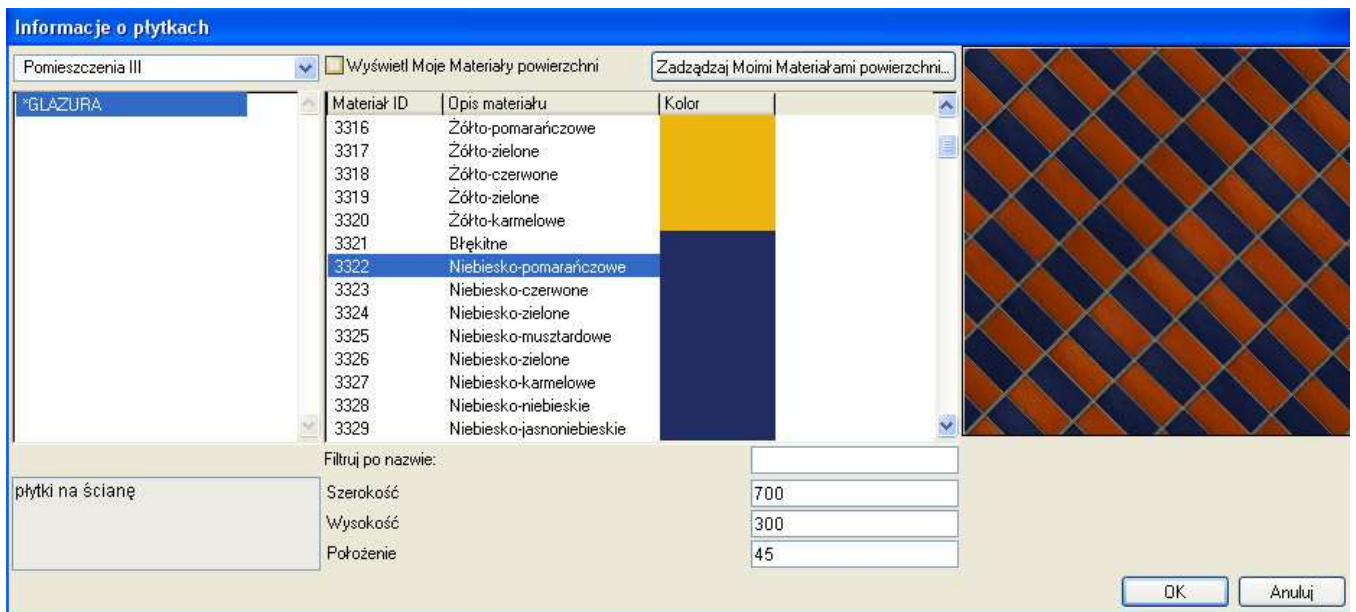 Informacje o płytkach
Pomieszczenia III
Wyświetl Moje Materiały powierzchni
Zadządzaj Moimi Materiałami powierzchni...
*GLAZURA
Materiał ID Opis materiału Kolor
3316 Żółto-pomarańczowe
3317 Żółto-zielone
3318 Żółto-czerwone
3319 Żółto-zielone
3320 Żółto-karmelowe
3321 Błękitne
3322 Niebiesko-pomarańczowe
3323 Niebiesko-czerwone
3324 Niebiesko-zielone
3325 Niebiesko-musztardowe
3326 Niebiesko-zielone
3327 Niebiesko-karmelowe
3328 Niebiesko-niebieskie
3329 Niebiesko-jasnoniebieskie
Filtruj po nazwie:
płytki na ścianę
Szerokość 700
Wysokość 300
Położenie 45
OK Anuluj